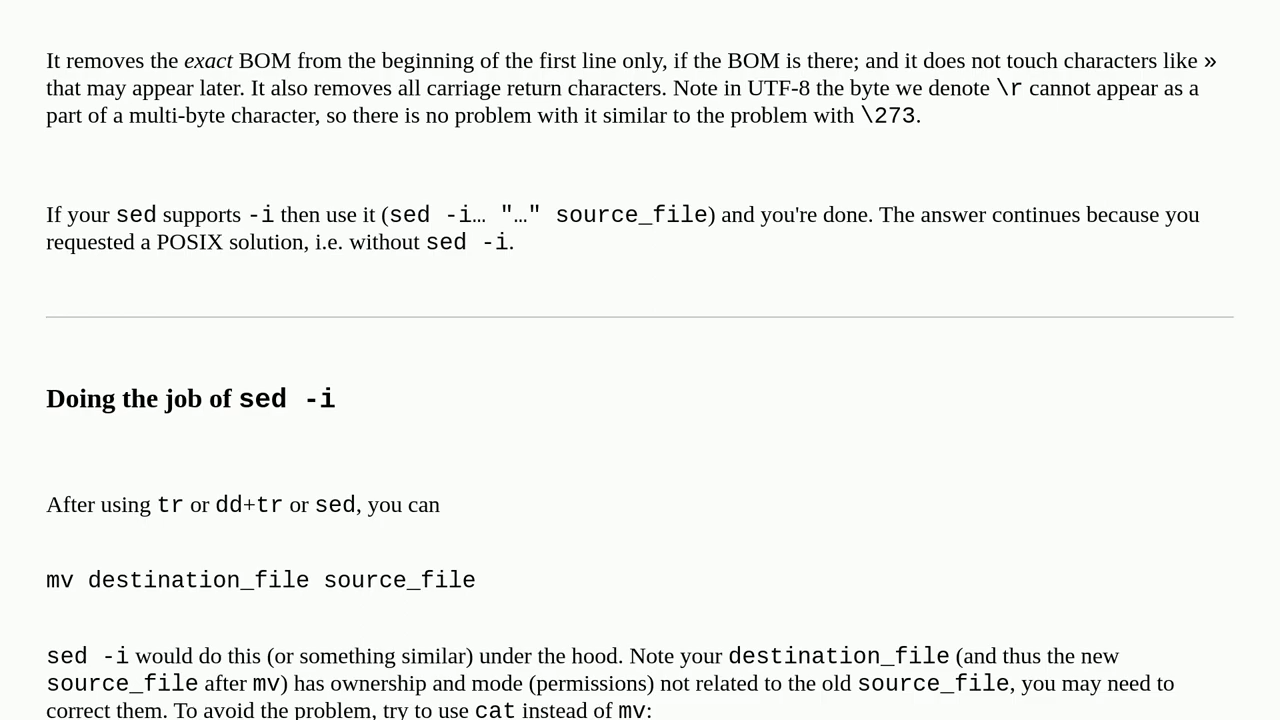 It removes the exact BOM from the beginning of the first line only, if the BOM is there; and it does not touch characters like »
that may appear later. It also removes all carriage return characters. Note in UTF-8 the byte we denote \r cannot appear as a
part of a multi-byte character, so there is no problem with it similar to the problem with \273.
If your sed supports -i then use it (sed -i… "…" source_file) and you're done. The answer continues because you
requested a POSIX solution, i.e. without sed -i.
Doing the job of sed -i
After using tr or dd+tr or sed, you can
mv destination_file source_file
sed -i would do this (or something similar) under the hood. Note your destination_file (and thus the new
source_file after mv) has ownership and mode (permissions) not related to the old source_file, you may need to
correct them. To avoid the problem, try to use cat instead of mv: